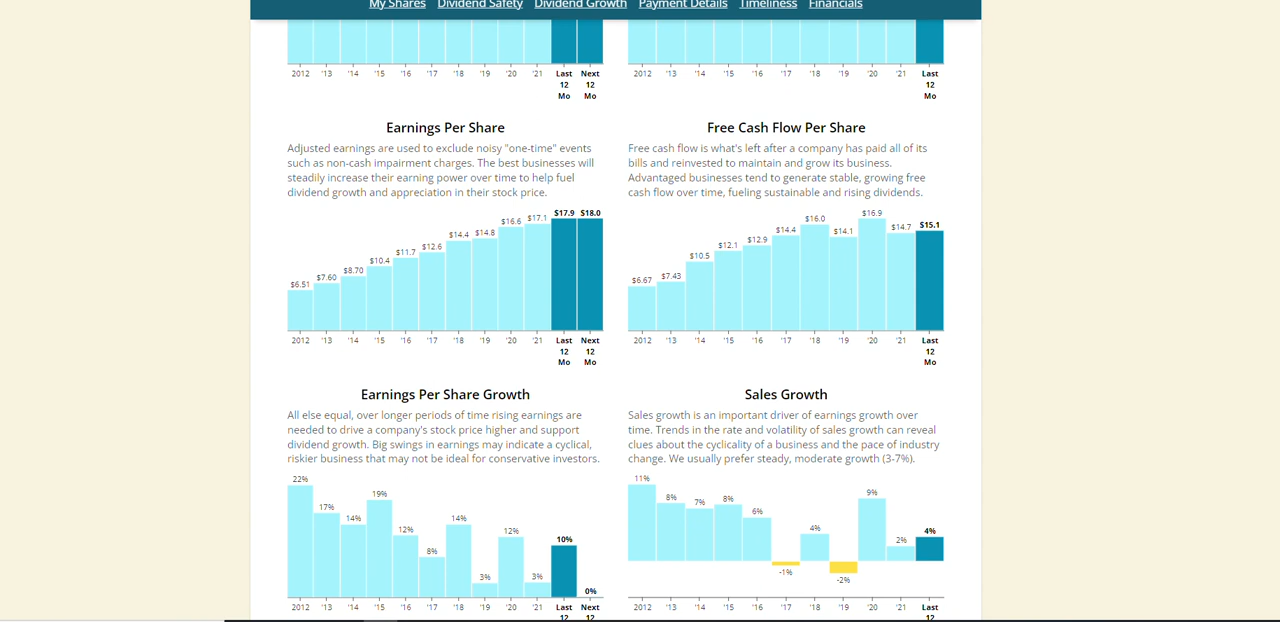 My Shares Dividend Safety Dividend Growth Payment Details Timeliness Financials
2012 '13 '14 '15 '16 '17 '18 '19 '20 '21 Last Next
12 12
Mo Mo
2012 '13 '14 '15 '16 '17 '18 '19 '20 '21 Last
12
Mo
Earnings Per Share
Adjusted earnings are used to exclude noisy "one-time" events
such as non-cash impairment charges. The best businesses will
steadily increase their earning power over time to help fuel
dividend growth and appreciation in their stock price.
$6.51 $7.60 $8.70 $10.4 $11.7 $12.6 $14.4 $14.8 $16.6 $17.1 $17.9 $18.0
2012 '13 '14 '15 '16 '17 '18 '19 '20 '21 Last Next
12 12
Mo Mo
Free Cash Flow Per Share
Free cash flow is what's left after a company has paid all of its
bills and reinvested to maintain and grow its business.
Advantaged businesses tend to generate stable, growing free
cash flow over time, fueling sustainable and rising dividends.
$6.67 $7.43 $10.5 $12.1 $12.9 $14.4 $16.0 $14.1 $16.9 $14.7 $15.1
2012 '13 '14 '15 '16 '17 '18 '19 '20 '21 Last
12
Mo
Earnings Per Share Growth
All else equal, over longer periods of time rising earnings are
needed to drive a company's stock price higher and support
dividend growth. Big swings in earnings may indicate a cyclical,
riskier business that may not be ideal for conservative investors.
22% 17% 14% 19% 12% 8% 14% 3% 12% 3% 10% 0%
2012 '13 '14 '15 '16 '17 '18 '19 '20 '21 Last Next
12 12
Sales Growth
Sales growth is an important driver of earnings growth over
time. Trends in the rate and volatility of sales growth can reveal
clues about the cyclicality of a business and the pace of industry
change. We usually prefer steady, moderate growth (3-7%).
11% 8% 7% 8% 6% -1% 4% -2% 9% 2% 4%
2012 '13 '14 '15 '16 '17 '18 '19 '20 '21 Last
12